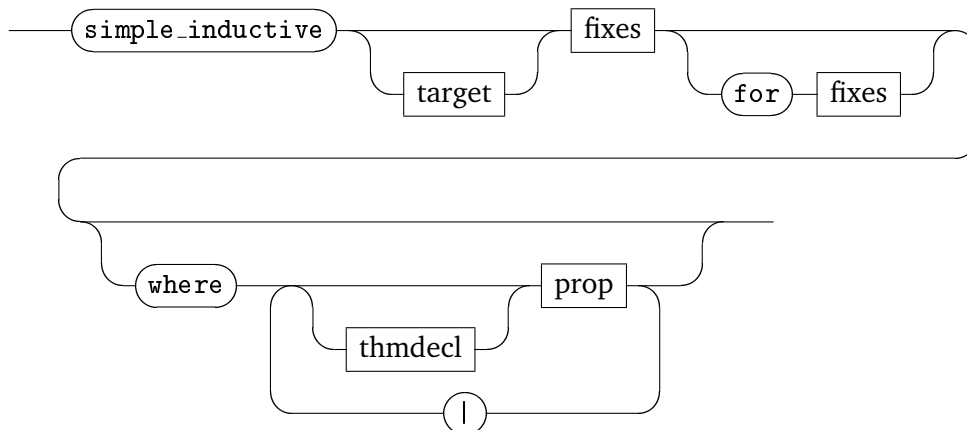 simple_inductive fixes
target for fixes
where prop
thmdecl
|